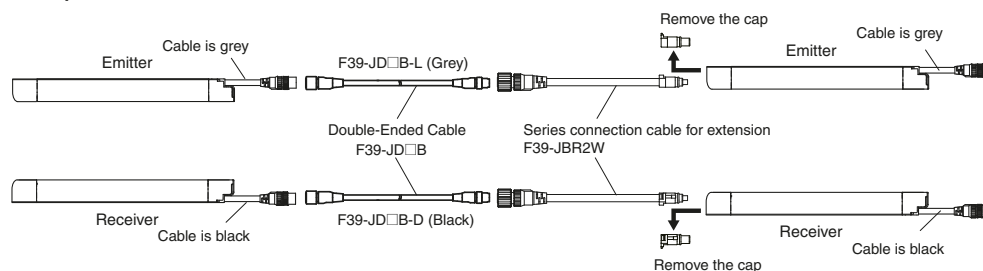 Remove the cap
Cable is grey
Emitter
F39-JD□B-L (Grey)
Emitter
Cable is grey
Double-Ended Cable
F39-JD□B
Series connection cable for extension
F39-JBR2W
Receiver
Cable is black
F39-JD□B-D (Black)
Receiver
Cable is black
Remove the cap